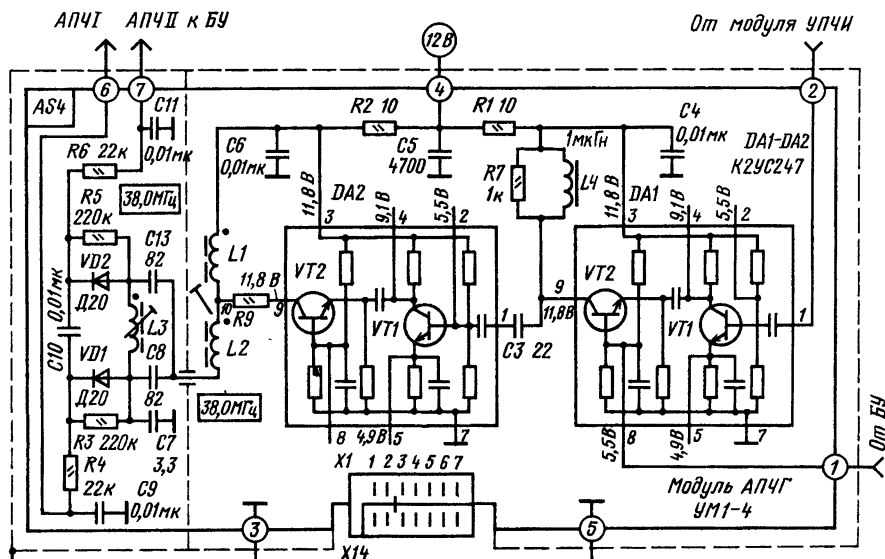 АПЧI АПЧII к БУ
12В
От модуля УПЧИ
6
7
4
2
AS4
C11
0,01мк
R6 22к
R2 10
R1 10
C6
0,01мк
C5
4700
1мкГн
C4
0,01мк
DA1-DA2
К2УС247
R5
220к
38,0МГц
R7
1к
L4
11,8В
3
DA2
9,1В
4
5,5В
2
11,8В
3
DA1
9,1В
4
5,5В
2
C13
82
VD2
Д20
0,01мк
C10
L1
11,8В
10
R9
9
VT2
VT1
1
C3 22
9
11,8В
VT2
VT1
1
L3
L2
VD1
Д20
C8
82
38,0МГц
R3 220к
C7
3,3
R4
22к
C9
0,01мк
8
4,9В
5
7
5,5В
8
4,9В
5
7
От БУ
1
X1
1 2 3 4 5 6 7
X14
3
5
Модуль АПЧГ
УМ1-4